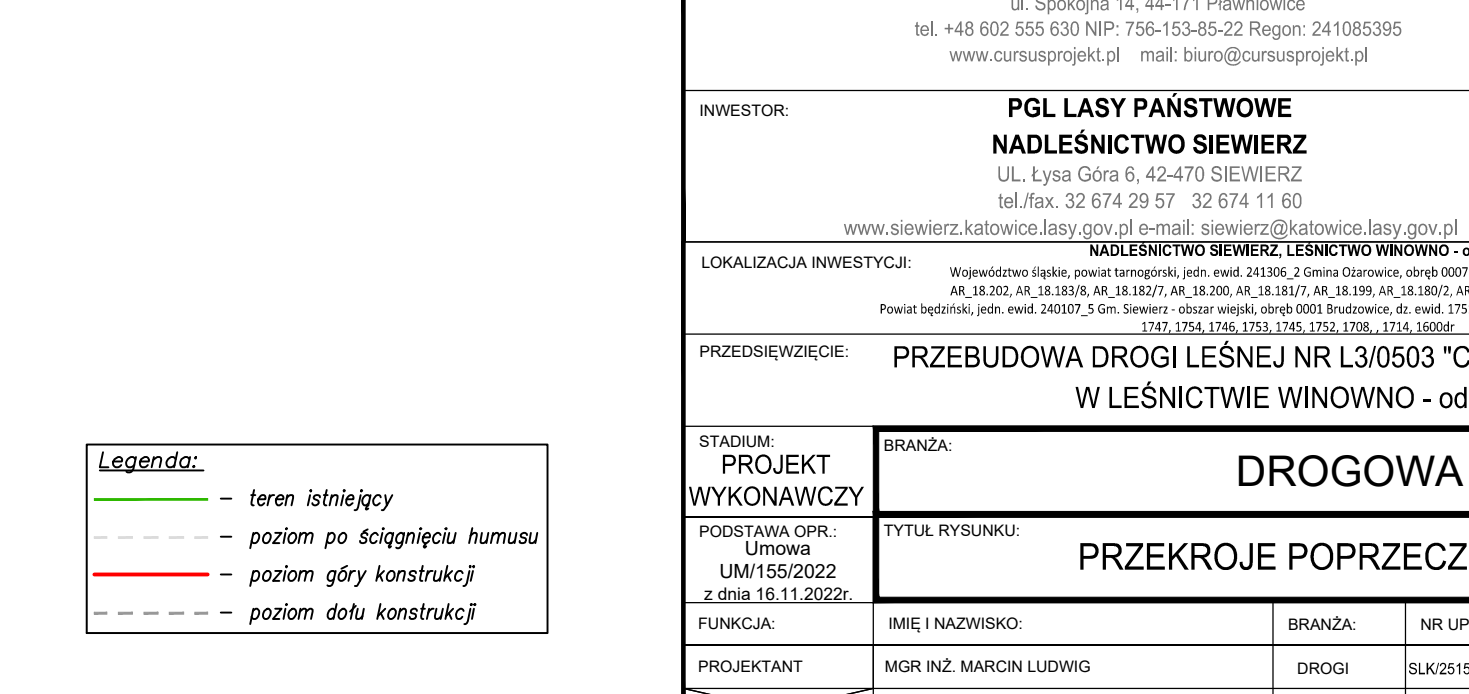 ul. Spokojna 14, 44-171 Pławniowice
tel. +48 602 555 630 NIP: 756-153-85-22 Regon: 241085395
www.cursusprojekt.pl mail: biuro@cursusprojekt.pl
INWESTOR:
PGL LASY PAŃSTWOWE
NADLEŚNICTWO SIEWIERZ
UL. Łysa Góra 6, 42-470 SIEWIERZ
tel./fax. 32 674 29 57 32 674 11 60
www.siewierz.katowice.lasy.gov.pl e-mail: siewierz@katowice.lasy.gov.pl
LOKALIZACJA INWESTYCJI:
NADLEŚNICTWO SIEWIERZ, LEŚNICTWO WINOWNO - o
Województwo śląskie, powiat tarnogórski, jedn. ewid. 241306_2 Gmina Ożarowice, obręb 0007
AR_18.202, AR_18.183/8, AR_18.182/7, AR_18.200, AR_18.181/7, AR_18.199, AR_18.180/2, AR
Powiat będziński, jedn. ewid. 240107_5 Gm. Siewierz - obszar wiejski, obręb 0001 Brudzowice, dz. ewid. 175
1747, 1754, 1746, 1753, 1745, 1752, 1708, , 1714, 1600dr
PRZEDSIĘWZIĘCIE:
PRZEBUDOWA DROGI LEŚNEJ NR L3/0503 "C
W LEŚNICTWIE WINOWNO - od
STADIUM:
PROJEKT
WYKONAWCZY
BRANŻA:
DROGOWA
PODSTAWA OPR.:
Umowa
UM/155/2022
z dnia 16.11.2022r.
TYTUŁ RYSUNKU:
PRZEKROJE POPRZECZ
FUNKCJA:
IMIĘ I NAZWISKO:
BRANŻA:
NR UP
PROJEKTANT
MGR INŻ. MARCIN LUDWIG
DROGI
SLK/2515
Legenda:
– teren istniejący
– poziom po ściągnięciu humusu
– poziom góry konstrukcji
– poziom dołu konstrukcji